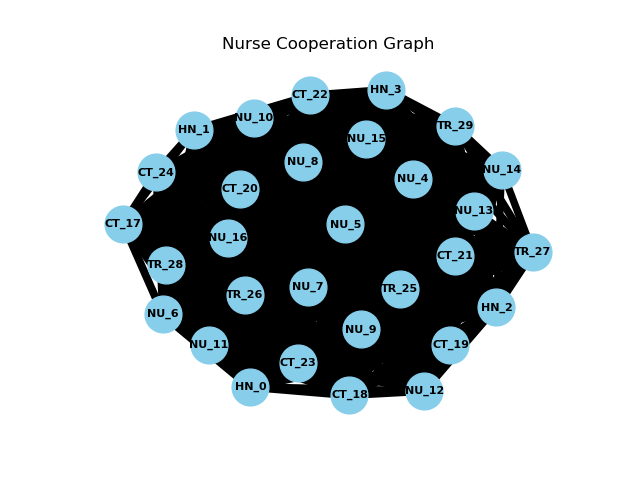 Nurse Cooperation Graph
HN_3
CT_22
NU_10
TR_29
HN_1
NU_15
NU_8
NU_14
CT_24
NU_4
CT_20
NU_13
CT_17
NU_5
NU_16
TR_27
CT_21
TR_28
NU_7
TR_25
TR_26
HN_2
NU_6
NU_9
NU_11
CT_19
CT_23
HN_0
NU_12
CT_18